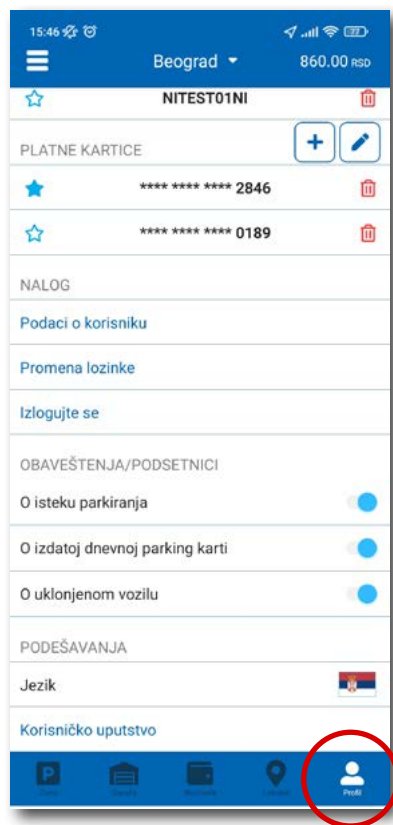 15:46
Beograd
860.00 RSD
NITEST01NI
PLATNE KARTICE
**** **** **** 2846
**** **** **** 0189
NALOG
Podaci o korisniku
Promena lozinke
Izlogujte se
OBAVEŠTENJA/PODSETNICI
O isteku parkiranja
O izdatoj dnevnoj parking karti
O uklonjenom vozilu
PODEŠAVANJA
Jezik
Korisničko uputstvo
P
Profil